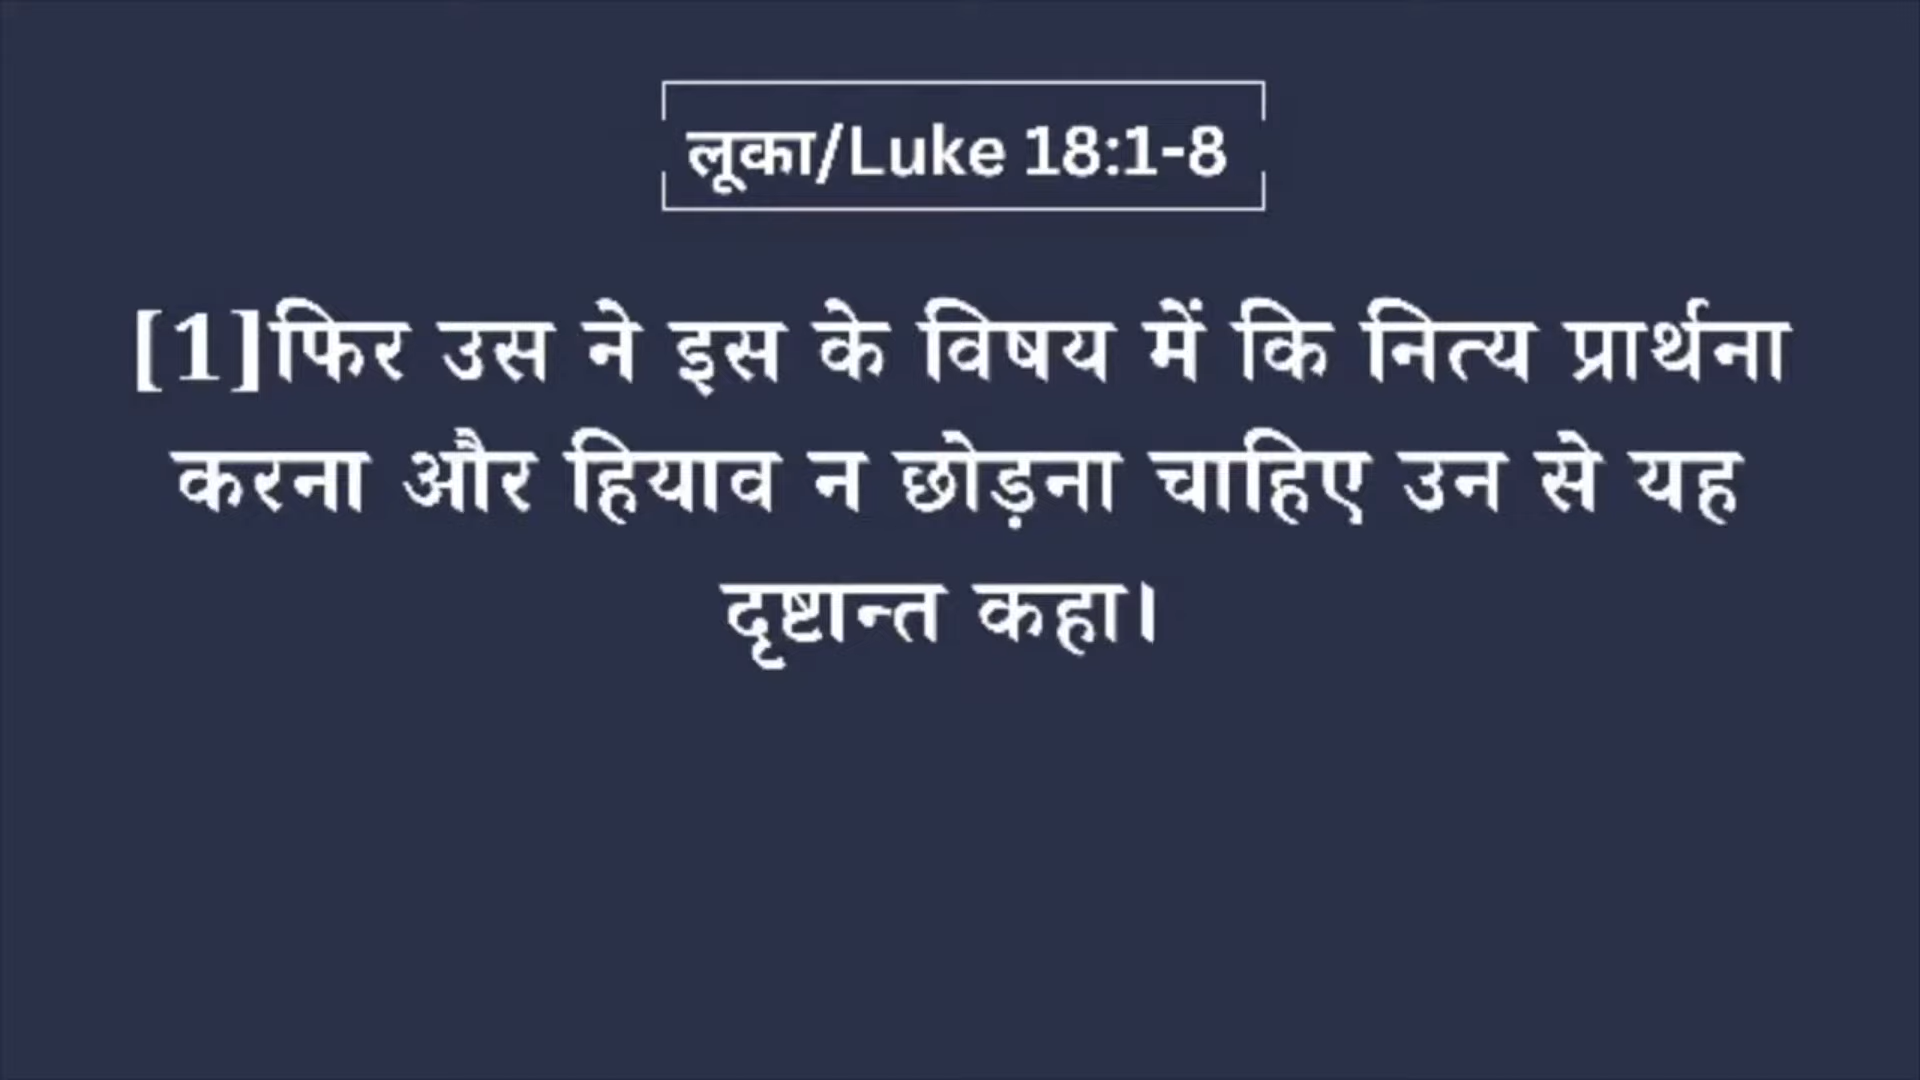 लूका/Luke 18:1-8
[1]फिर उस ने इस के विषय में कि नित्य प्रार्थना
करना और हियाव न छोड़ना चाहिए उन से यह
दृष्टान्त कहा।